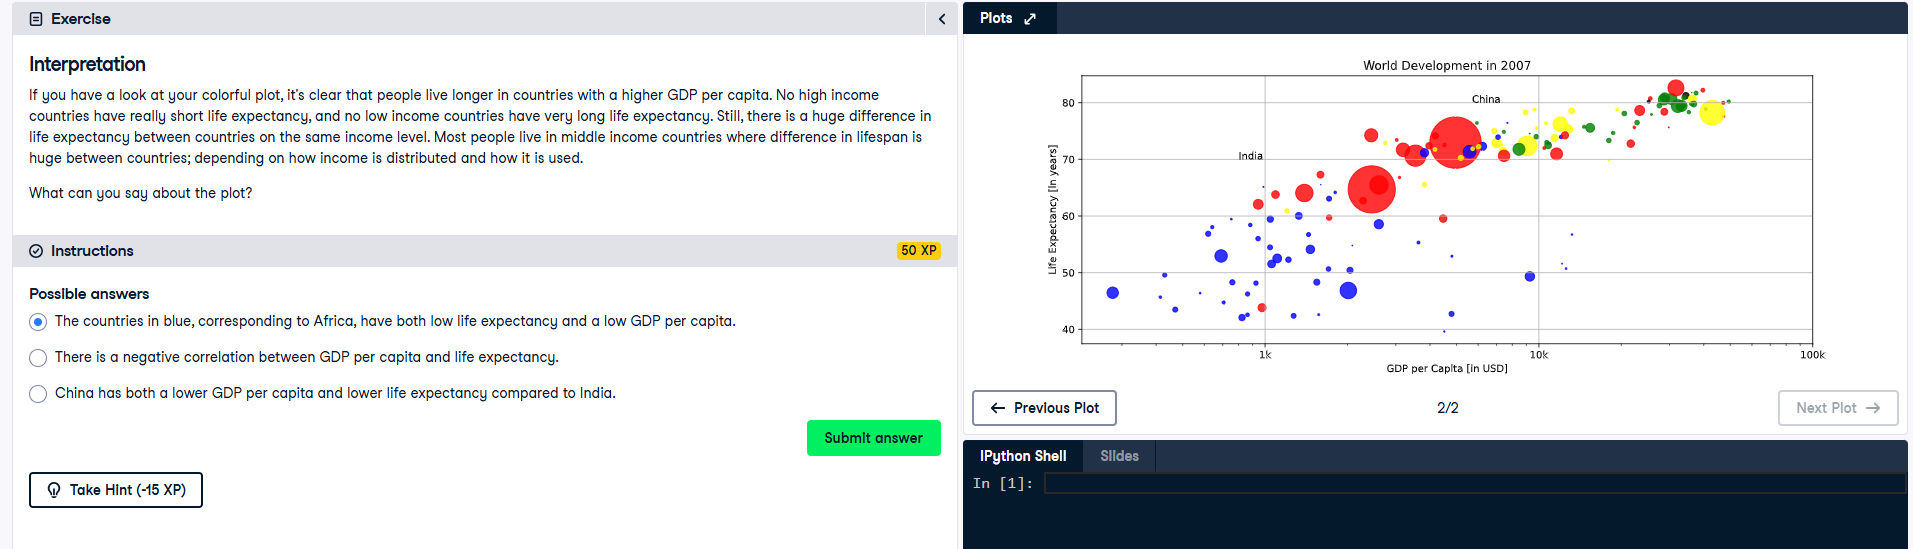 Exercise
Interpretation
If you have a look at your colorful plot, it's clear that people live longer in countries with a higher GDP per capita. No high income
countries have really short life expectancy, and no low income countries have very long life expectancy. Still, there is a huge difference in
life expectancy between countries on the same income level. Most people live in middle income countries where difference in lifespan is
huge between countries; depending on how income is distributed and how it is used.
What can you say about the plot?
Instructions
50 XP
Possible answers
The countries in blue, corresponding to Africa, have both low life expectancy and a low GDP per capita.
There is a negative correlation between GDP per capita and life expectancy.
China has both a lower GDP per capita and lower life expectancy compared to India.
Submit answer
Take Hint (-15 XP)
Plots
World Development in 2007
Life Expectancy [in years]
80
70
60
50
40
China
India
1k
10k
100k
GDP per Capita [in USD]
Previous Plot
2/2
Next Plot
IPython Shell
Slides
In [1]: